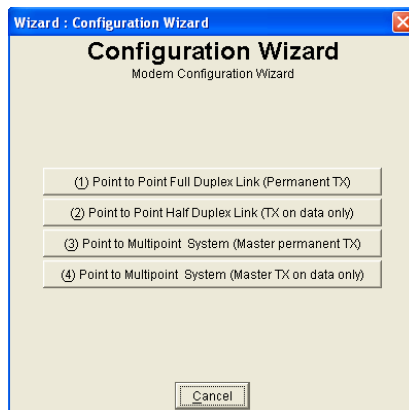 Wizard : Configuration Wizard
Configuration Wizard
Modem Configuration Wizard
(1) Point to Point Full Duplex Link (Permanent TX)
(2) Point to Point Half Duplex Link (TX on data only)
(3) Point to Multipoint System (Master permanent TX)
(4) Point to Multipoint System (Master TX on data only)
Cancel